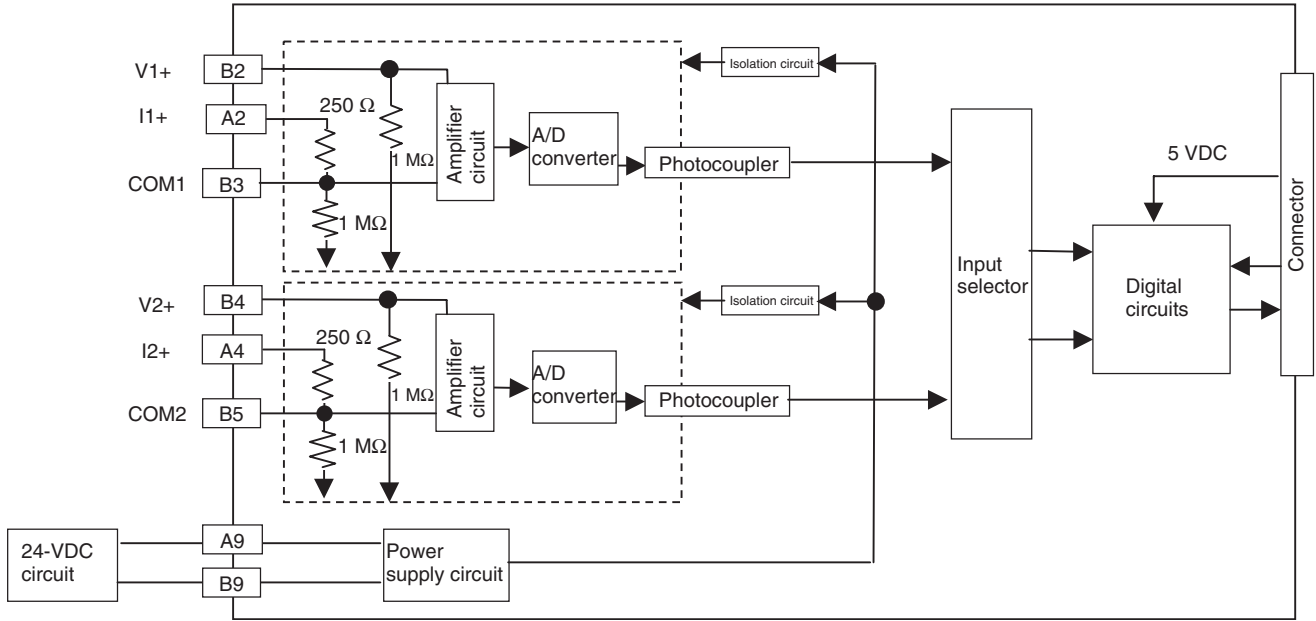 V1+
B2
I1+
A2
COM1
B3
250 Ω
1 MΩ
1 MΩ
Amplifier
circuit
A/D
converter
Photocoupler
Isolation circuit
V2+
B4
I2+
A4
COM2
B5
250 Ω
1 MΩ
1 MΩ
Amplifier
circuit
A/D
converter
Photocoupler
Isolation circuit
Input
selector
5 VDC
Digital
circuits
Connector
24-VDC
circuit
A9
B9
Power
supply circuit